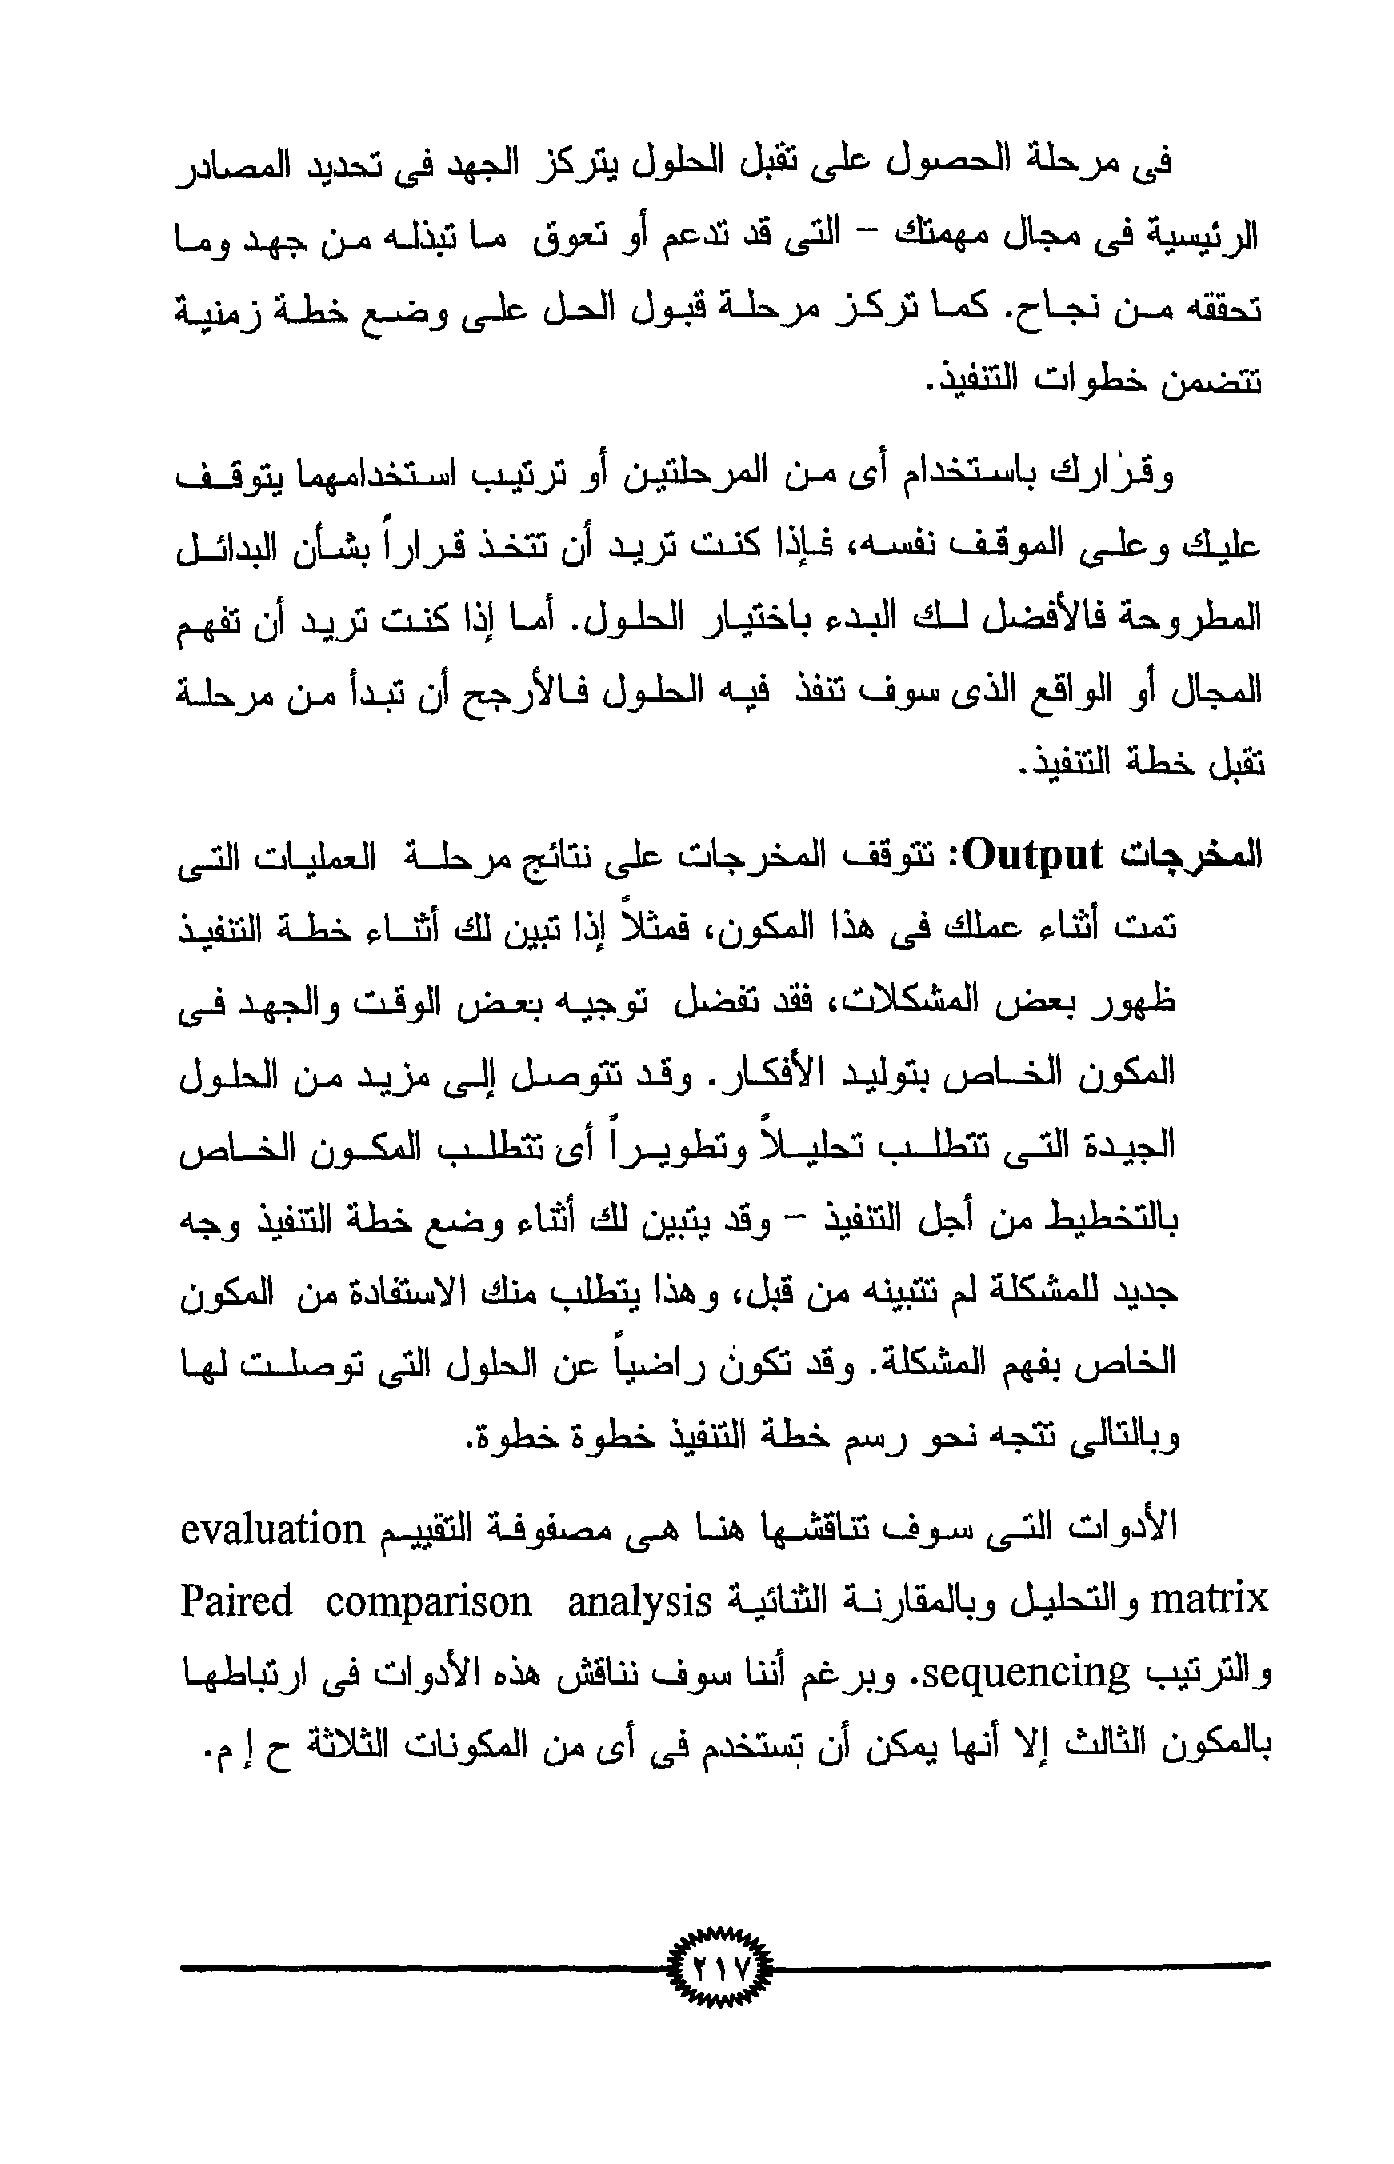 فى مرحلة الحصول على تقبل الحلول يتركز الجهد فى تحديد المصادر
الرئيسية فى مجال مهمتك – التى قد تدعم أو تعوق ما تبذله من جهد وما
تحققه من نجاح. كما تركز مرحلة قبول الحل على وضع خطة زمنية
تتضمن خطوات التنفيذ.
وقرارك باستخدام أى من المرحلتين أو ترتيب استخدامهما يتوقف
عليك وعلى الموقف نفسه، فإذا كنت تريد أن تتخذ قراراً بشأن البدائل
المطروحة فالأفضل لك البدء باختيار الحلول. أما إذا كنت تريد أن تفهم
المجال أو الواقع الذى سوف تنفذ فيه الحلول فالأرجح أن تبدأ من مرحلة
تقبل خطة التنفيذ.
المخرجات Output: تتوقف المخرجات على نتائج مرحلة العمليات التى
تمت أثناء عملك فى هذا المكون، فمثلاً إذا تبين لك أثناء خطة التنفيذ
ظهور بعض المشكلات، فقد تفضل توجيه بعض الوقت والجهد فى
المكون الخاص بتوليد الأفكار. وقد تتوصل إلى مزيد من الحلول
الجيدة التى تتطلب تحليلاً وتطويراً أى تتطلب المكون الخاص
بالتخطيط من أجل التنفيذ – وقد يتبين لك أثناء وضع خطة التنفيذ وجه
جديد للمشكلة لم تتبينه من قبل، وهذا يتطلب منك الاستفادة من المكون
الخاص بفهم المشكلة. وقد تكون راضياً عن الحلول التى توصلت لها
وبالتالى تتجه نحو رسم خطة التنفيذ خطوة خطوة.
الأدوات التى سوف نناقشها هنا هى مصفوفة التقييم evaluation
matrix والتحليل وبالمقارنة الثنائية Paired comparison analysis
والترتيب sequencing. وبرغم أننا سوف نناقش هذه الأدوات فى ارتباطها
بالمكون الثالث إلا أنها يمكن أن تستخدم فى أى من المكونات الثلاثة ح إ م.
٢١٧